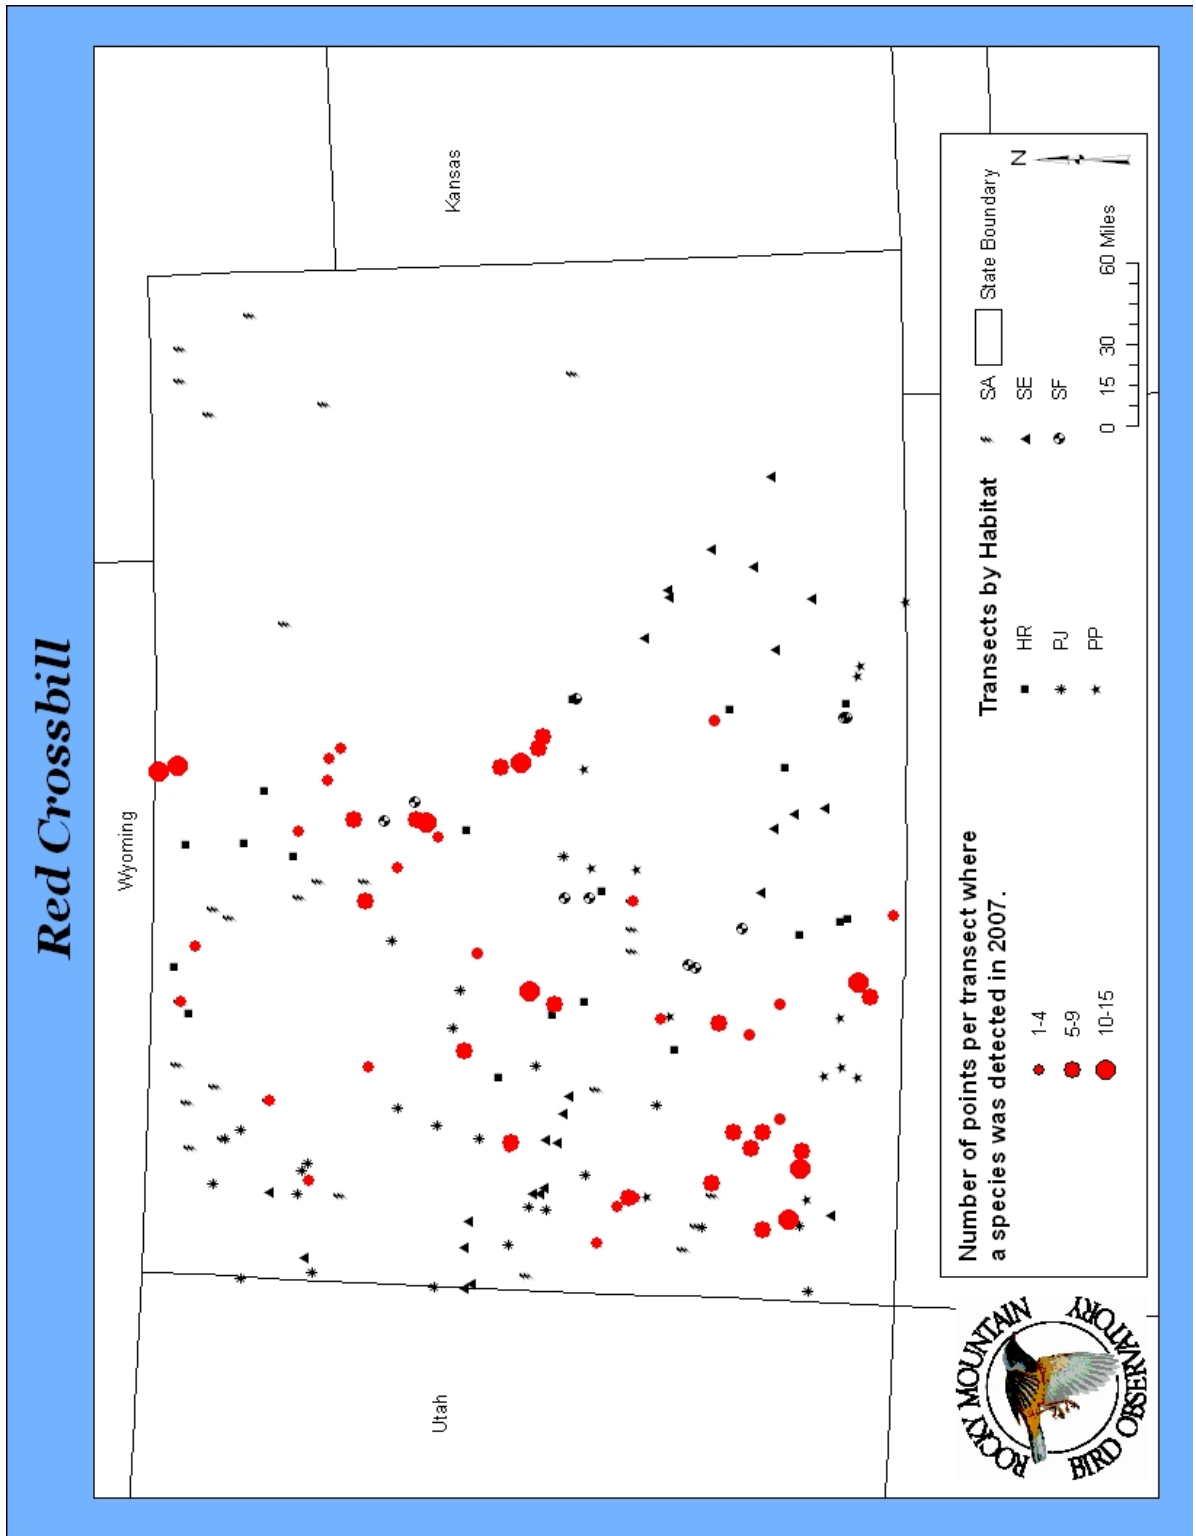 Red Crossbill
Wyoming
Utah
Kansas
Number of points per transect where
a species was detected in 2007.
1-4
5-9
10-15
Transects by Habitat
HR
PJ
PP
SA
SE
SF
State Boundary
N
0 15 30 60 Miles
ROCKY MOUNTAIN
BIRD OBSERVATORY